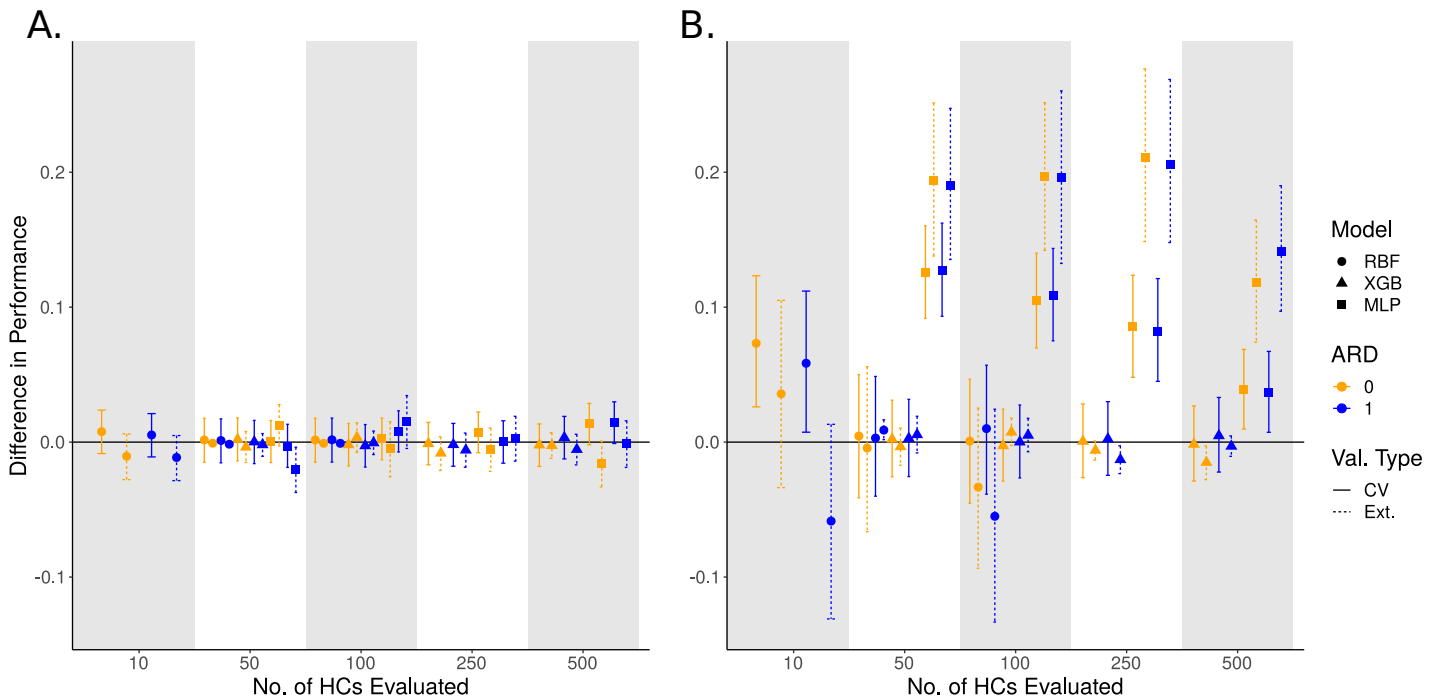 A.
B.
Difference in Performance
0.2
0.1
0.0
-0.1
10 50 100 250 500
No. of HCs Evaluated
0.2
0.1
0.0
-0.1
10 50 100 250 500
No. of HCs Evaluated
Model
RBF
XGB
MLP
ARD
0
1
Val. Type
CV
Ext.